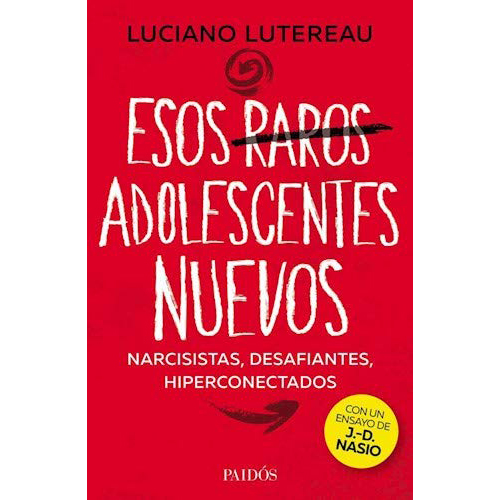 LUCIANO LUTEREAU
ESOS RAROS
ADOLESCENTES
NUEVOS
NARCISISTAS, DESAFIANTES,
HIPERCONECTADOS
CON UN
ENSAYO DE
J.-D.
NASIO
PAIDÓS